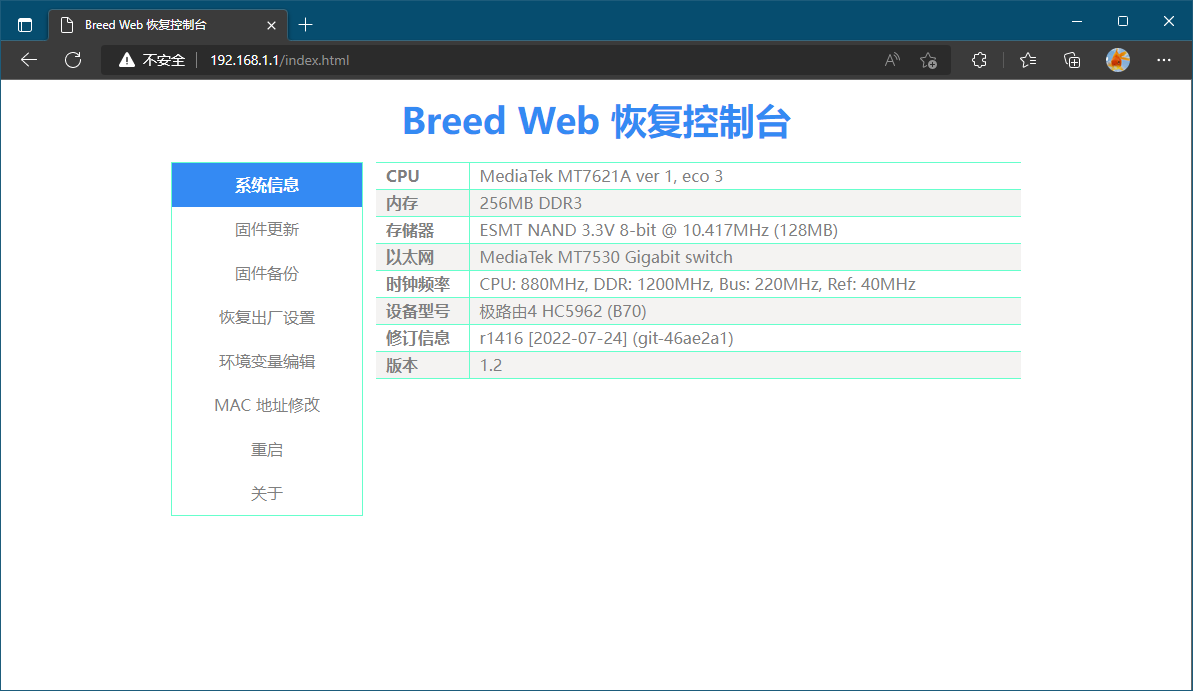 Breed Web 恢复控制台
不安全 192.168.1.1/index.html
Breed Web 恢复控制台
系统信息
固件更新
固件备份
恢复出厂设置
环境变量编辑
MAC 地址修改
重启
关于
CPU MediaTek MT7621A ver 1, eco 3
内存 256MB DDR3
存储器 ESMT NAND 3.3V 8-bit @ 10.417MHz (128MB)
以太网 MediaTek MT7530 Gigabit switch
时钟频率 CPU: 880MHz, DDR: 1200MHz, Bus: 220MHz, Ref: 40MHz
设备型号 极路由4 HC5962 (B70)
修订信息 r1416 [2022-07-24] (git-46ae2a1)
版本 1.2